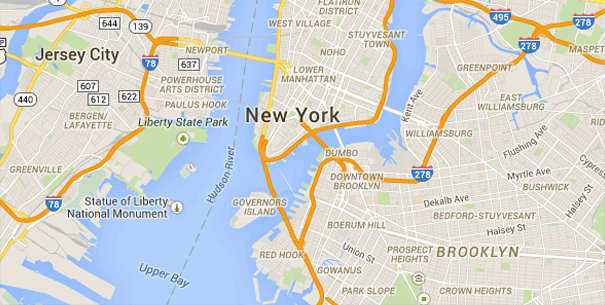 FLATIRON
DISTRICT
WEST VILLAGE
STUYVESANT
TOWN
495
278
644
139
Jersey City
78
NEWPORT
637
NOHO
LOWER
MANHATTAN
GREENPOINT
278
MASPET
607
612
622
440
POWERHOUSE
ARTS DISTRICT
PAULUS HOOK
New York
Kent Ave
EAST
WILLIAMSBURG
RID
BERGEN/
LAFAYETTE
Liberty State Park
WILLIAMSBURG
Flushing Ave
GREENVILLE
Hudson River
DUMBO
DOWNTOWN
BROOKLYN
278
Myrtle Ave
Cypress
BUSHWICK
78
Statue of Liberty
National Monument
GOVERNORS
ISLAND
Dekalb Ave
Halsey St
BEDFORD-STUYVESANT
BOERUM HILL
Halsey St
Upper Bay
RED HOOK
Union St
GOWANUS
PROSPECT
HEIGHTS
BROOKLYN
PARK SLOPE
CROWN HEIGHTS